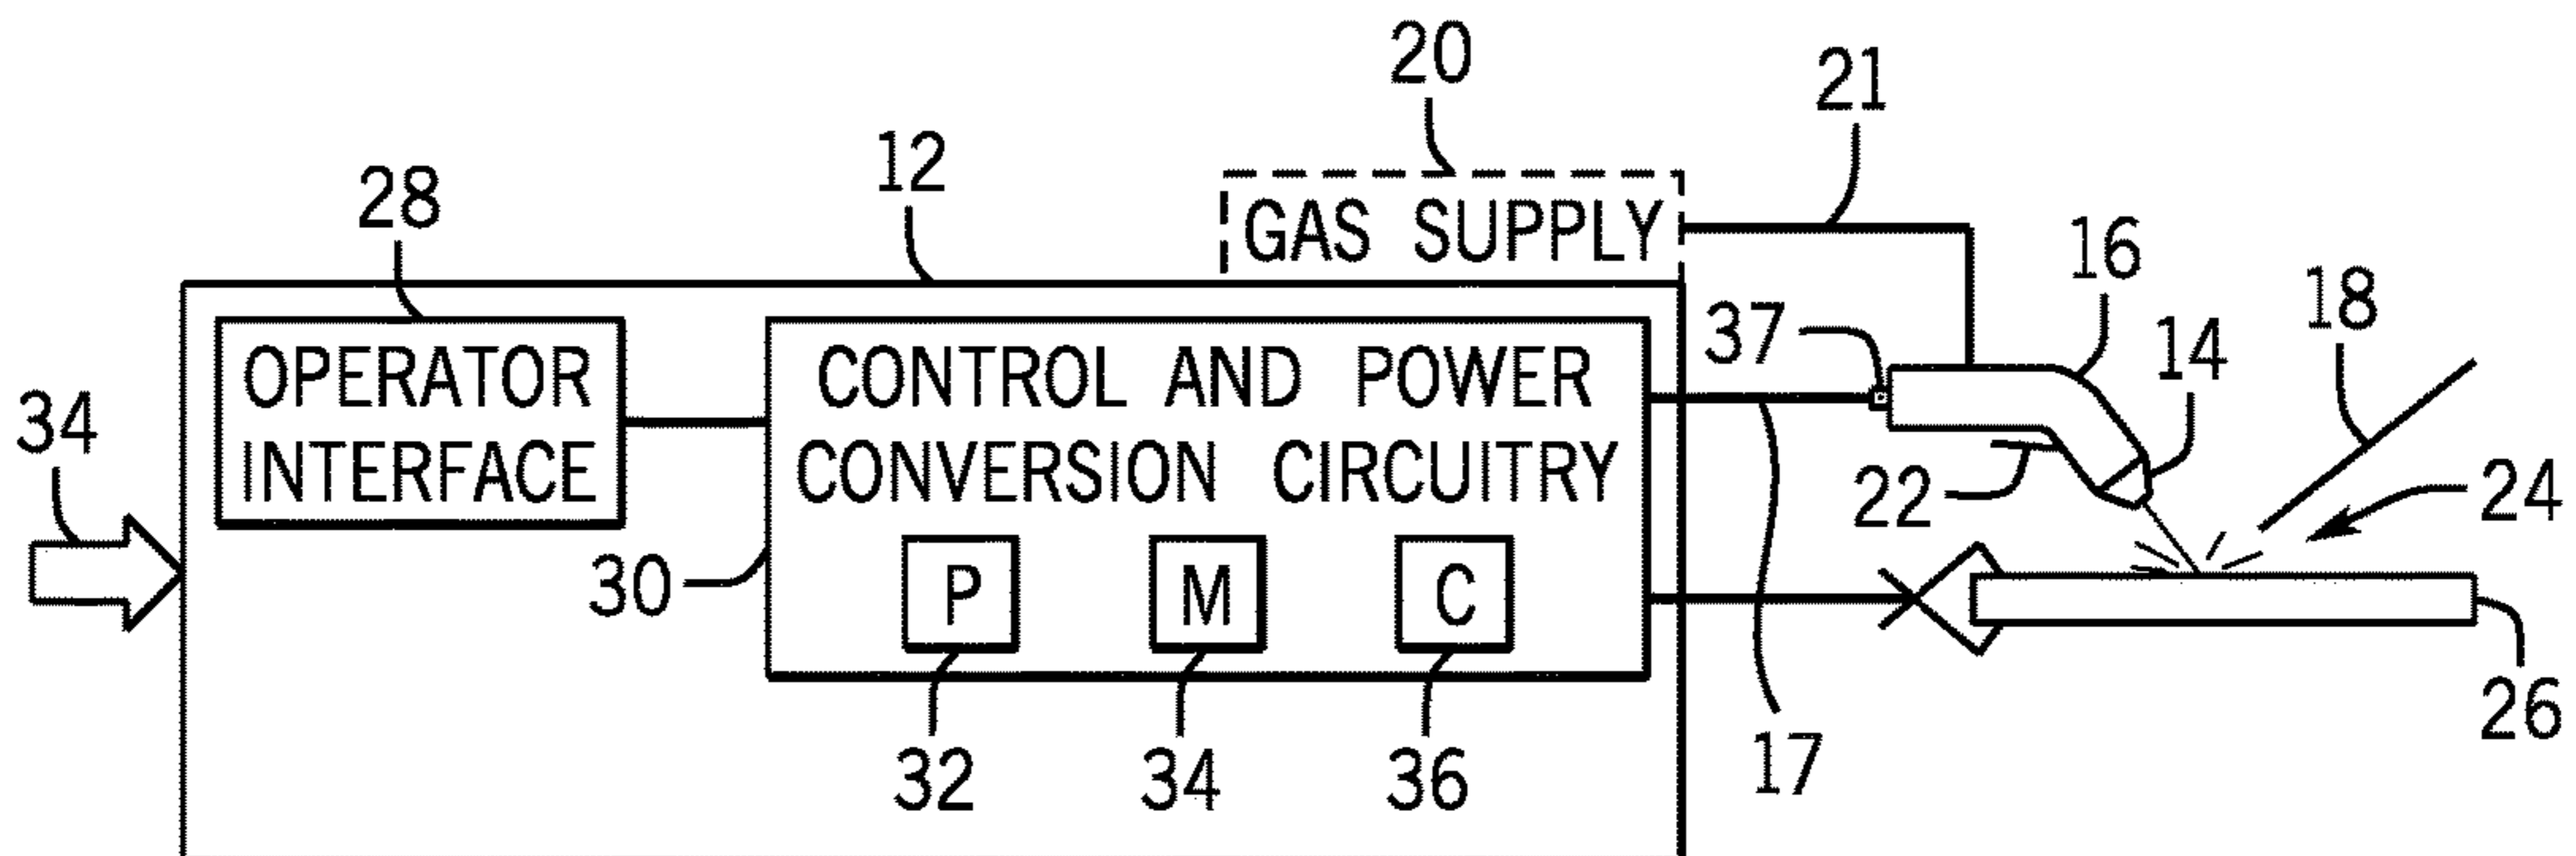 20
21
12
28
GAS SUPPLY
16
18
37
14
OPERATOR
INTERFACE
CONTROL AND POWER
CONVERSION CIRCUITRY
34
22
24
30
P M C
26
32 34 36
17